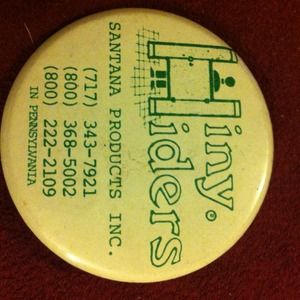 Hiny®
Hiders
SANTANA PRODUCTS INC.
(717) 343-7921
(800) 368-5002
(800) 222-2109
IN PENNSYLVANIA